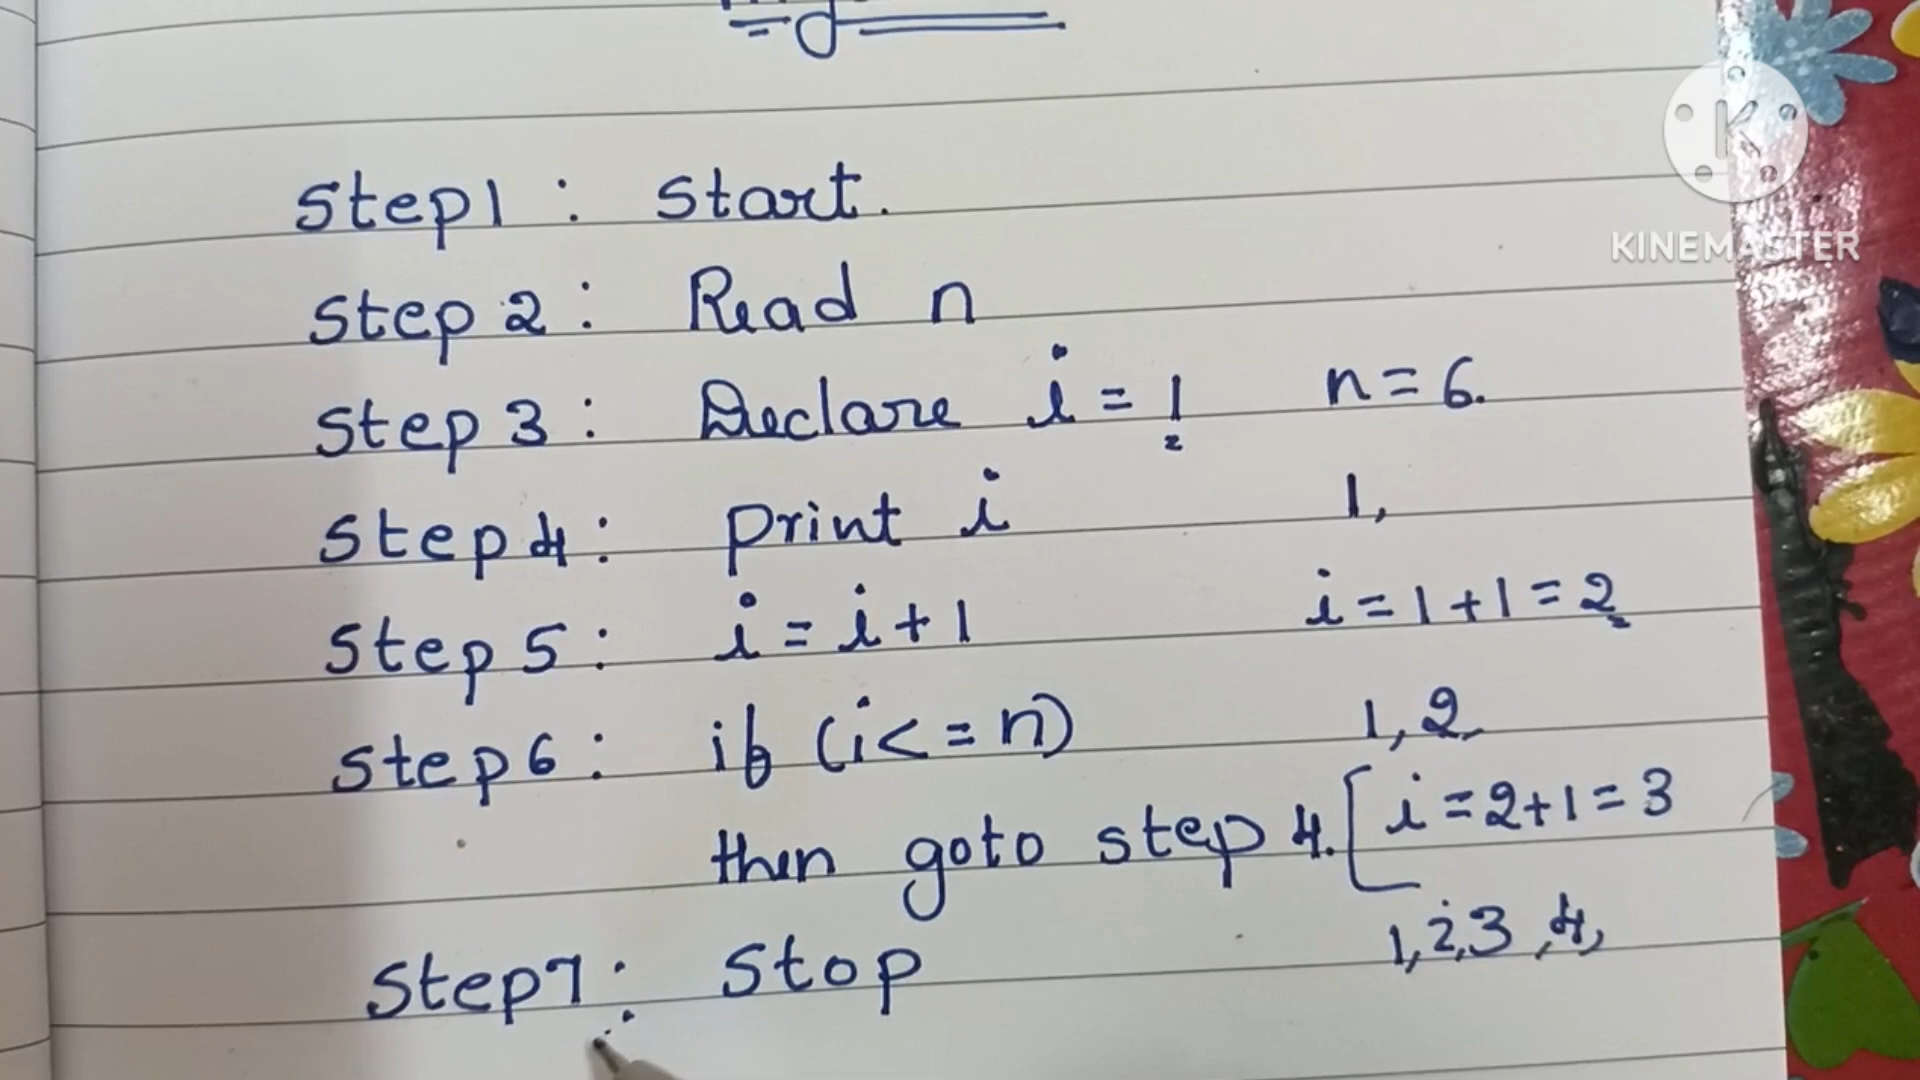 Step1 : Start.
Step 2 : Read n
Step 3 : Declare i = 1 n = 6.
Step 4 : print i 1,
Step 5 : i = i + 1 i = 1 + 1 = 2
Step 6 : if (i < = n) 1, 2,
then goto step 4. [ i = 2 + 1 = 3
1, 2, 3, 4,
Step 7 : Stop
K
KINEMASTER